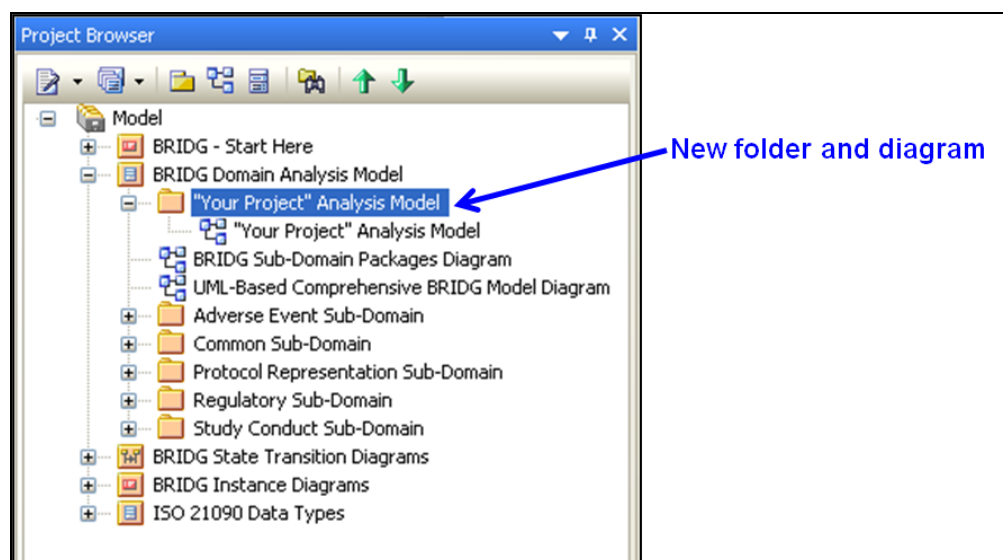 Project Browser
Model
BRIDG - Start Here
New folder and diagram
BRIDG Domain Analysis Model
"Your Project" Analysis Model
"Your Project" Analysis Model
BRIDG Sub-Domain Packages Diagram
UML-Based Comprehensive BRIDG Model Diagram
Adverse Event Sub-Domain
Common Sub-Domain
Protocol Representation Sub-Domain
Regulatory Sub-Domain
Study Conduct Sub-Domain
BRIDG State Transition Diagrams
BRIDG Instance Diagrams
ISO 21090 Data Types